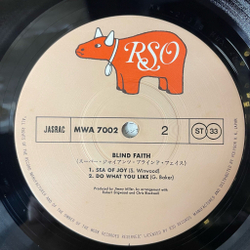 RSO
JASRAC
MWA 7002
2
ST 33
BLIND FAITH
(スーパー・ジャイアンツ・ブラインド・フェイス)
1. SEA OF JOY (S. Winwood)
2. DO WHAT YOU LIKE (G. Baker)
Produced by Jimmy Miller by arrangement with
Robert Stigwood and Chris Blackwell